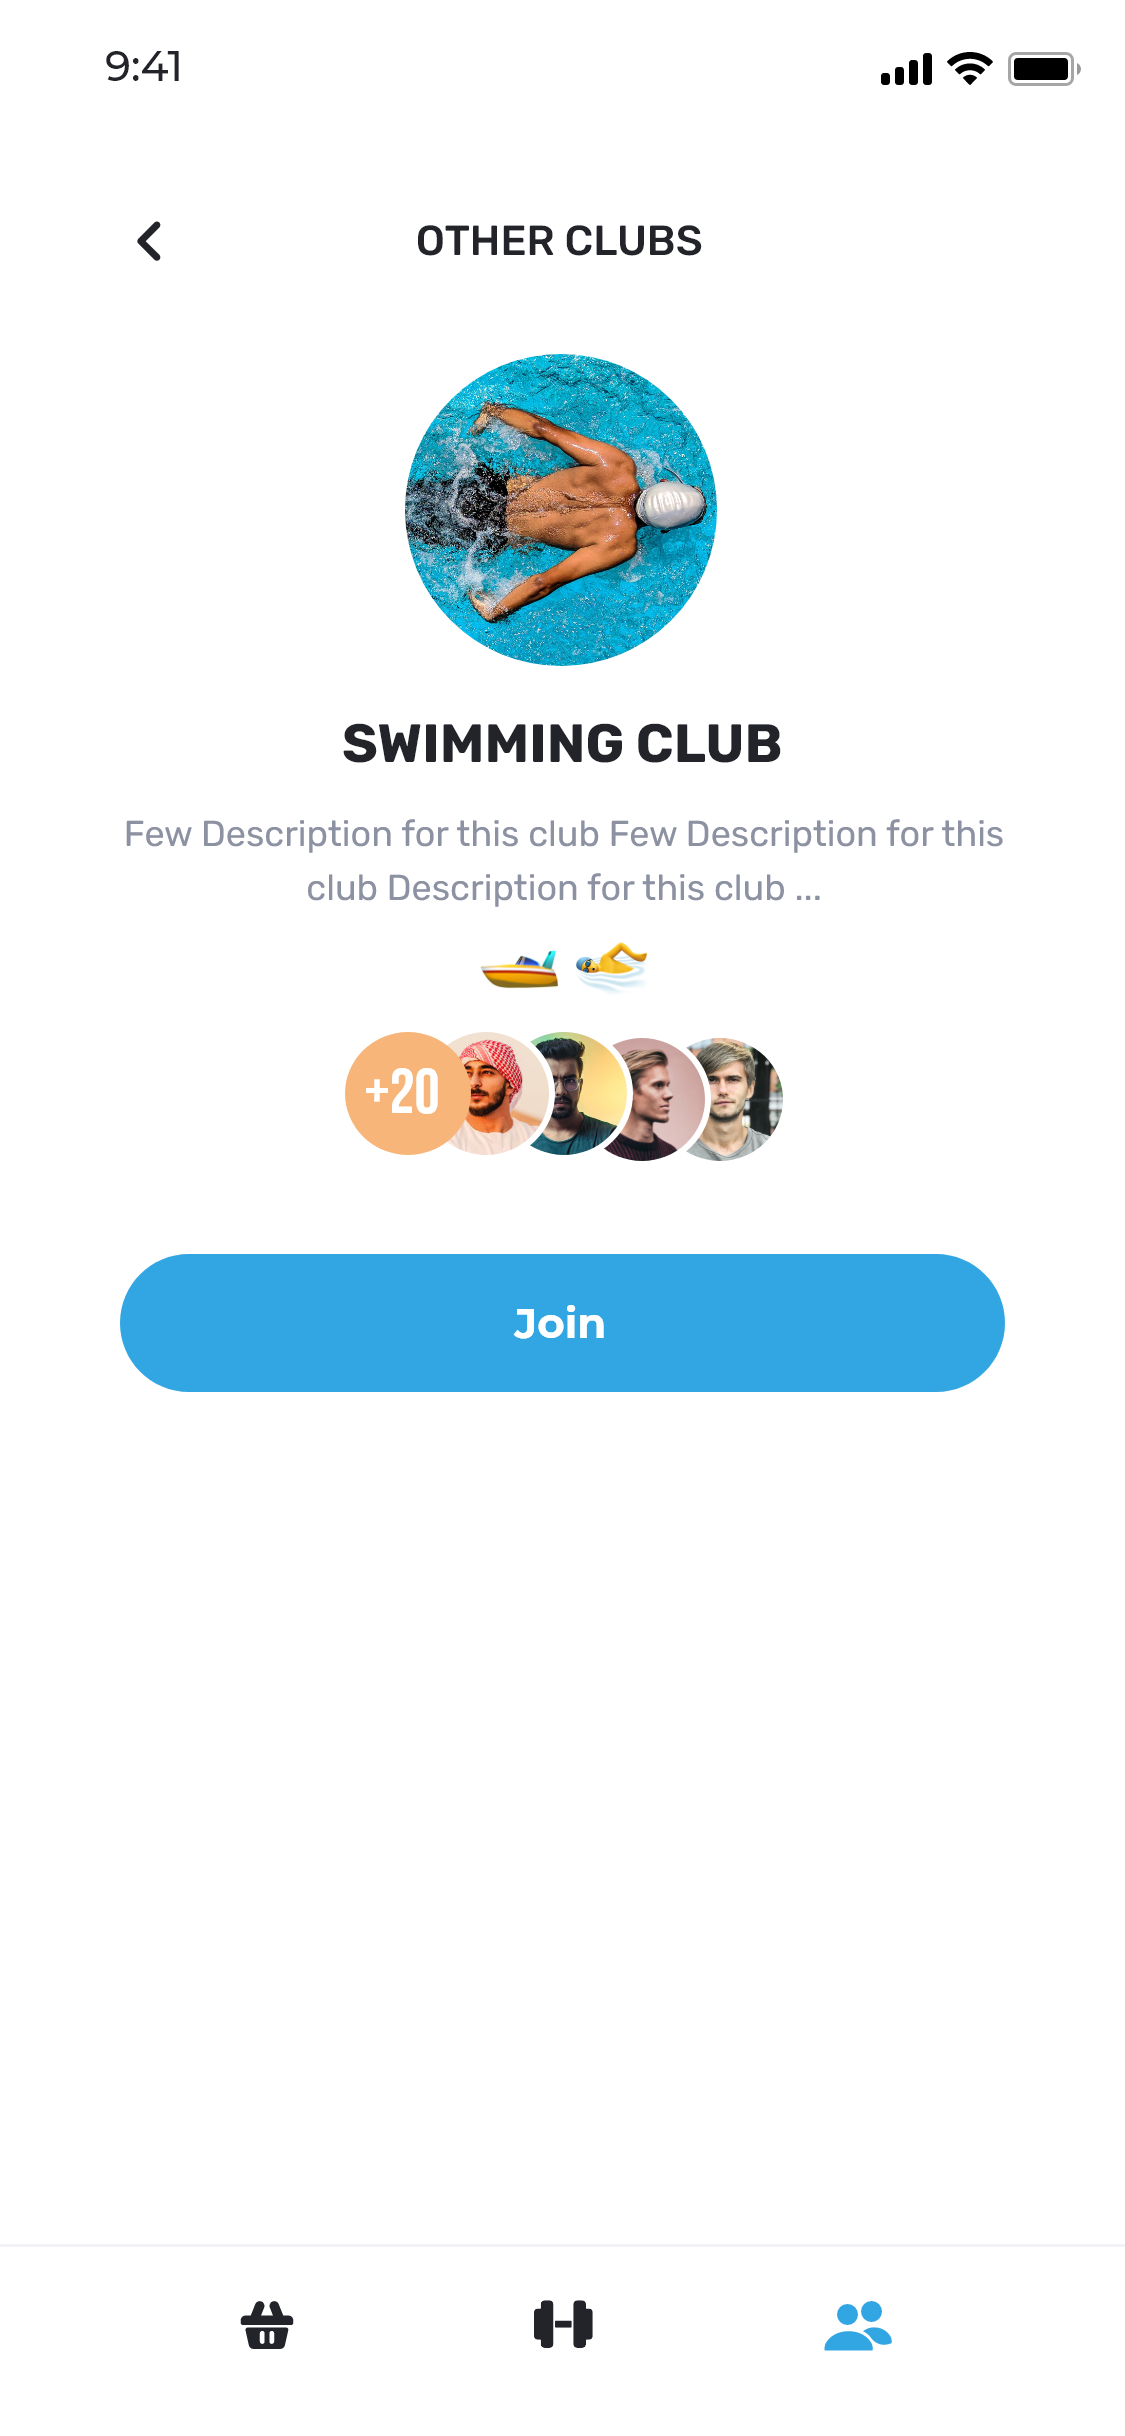 9:41
OTHER CLUBS
SWIMMING CLUB
Few Description for this club Few Description for this
club Description for this club ...
+20
Join